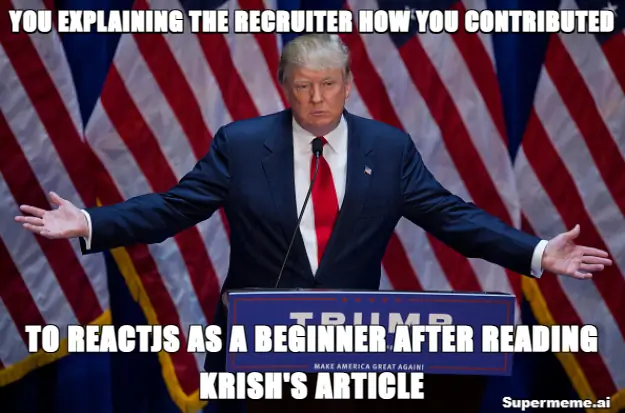 YOU EXPLAINING THE RECRUITER HOW YOU CONTRIBUTED
TRUMP
TO REACTJS AS A BEGINNER AFTER READING
MAKE AMERICA GREAT AGAIN!
KRISH'S ARTICLE
Supermeme.ai